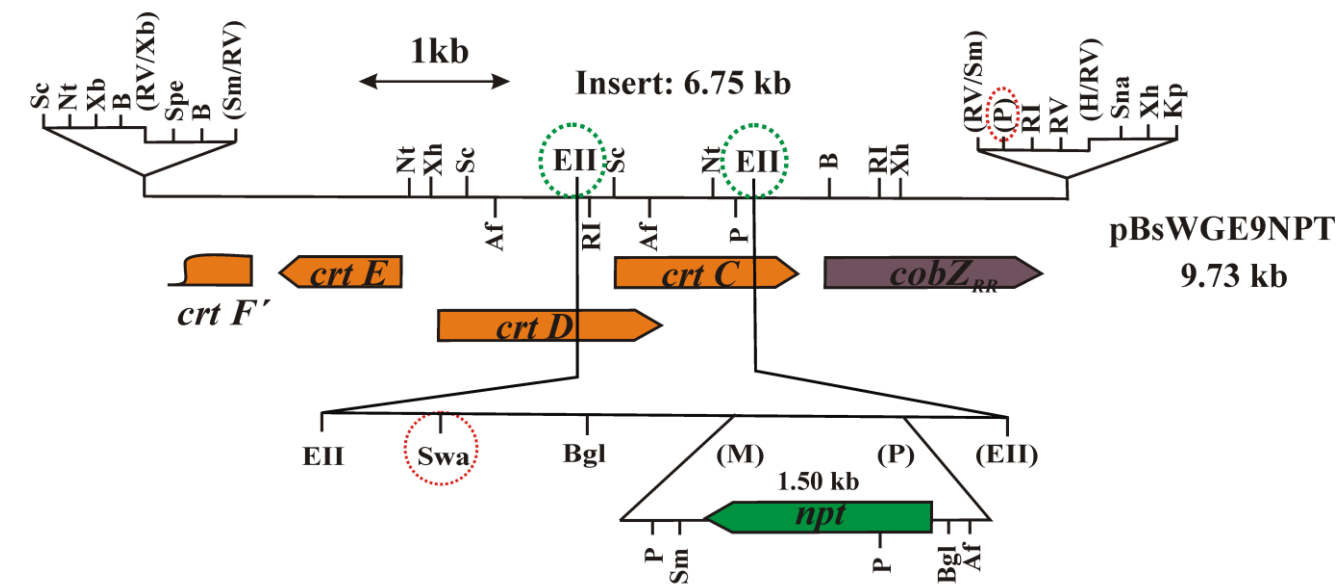 1kb
Insert: 6.75 kb
Sc Nt Xb B (RV/Xb) Spe B (Sm/RV)
(RV/Sm) (P) RI RV (H/RV) Sna Xh Kp
Nt Xh Sc EII Sc Nt EII B RI Xh
Af RI Af P
pBsWGE9NPT
9.73 kb
crt E crt C cobZRR
crt F´
crt D
EII Swa Bgl (M) (P) (EII)
1.50 kb
npt
P Sm P Bgl Af